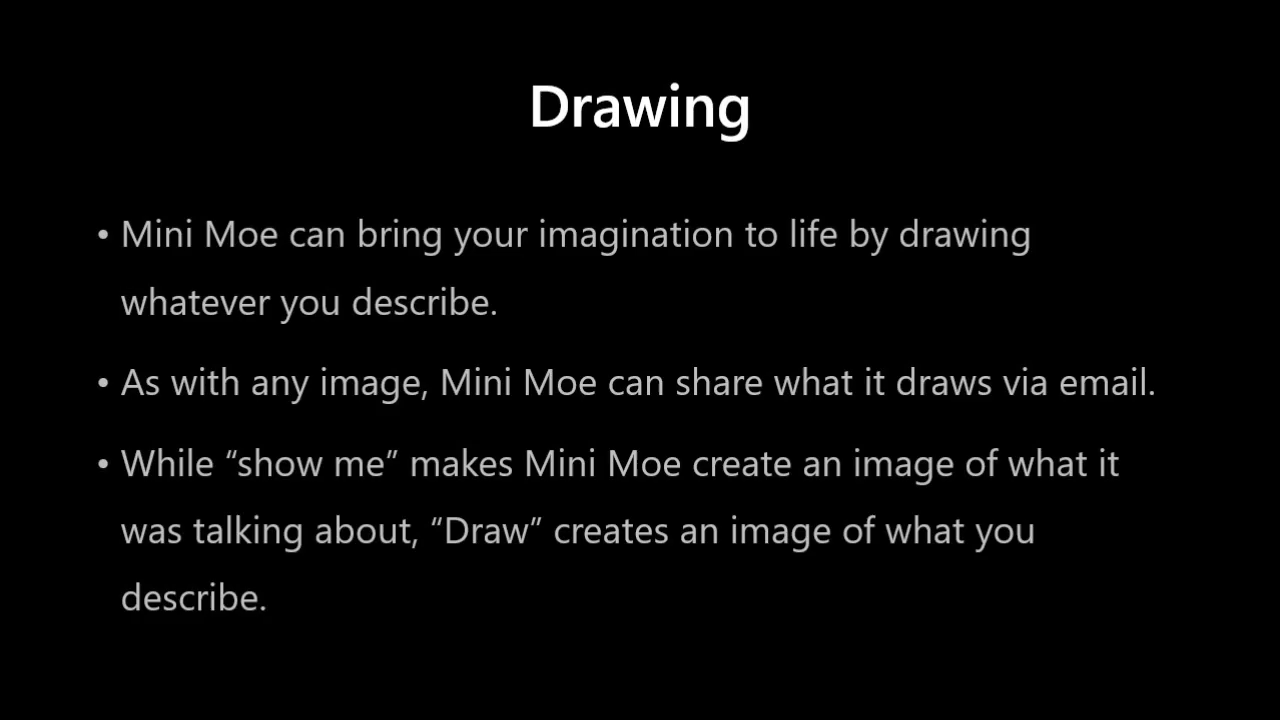 Drawing
• Mini Moe can bring your imagination to life by drawing
whatever you describe.
• As with any image, Mini Moe can share what it draws via email.
• While “show me” makes Mini Moe create an image of what it
was talking about, “Draw” creates an image of what you
describe.